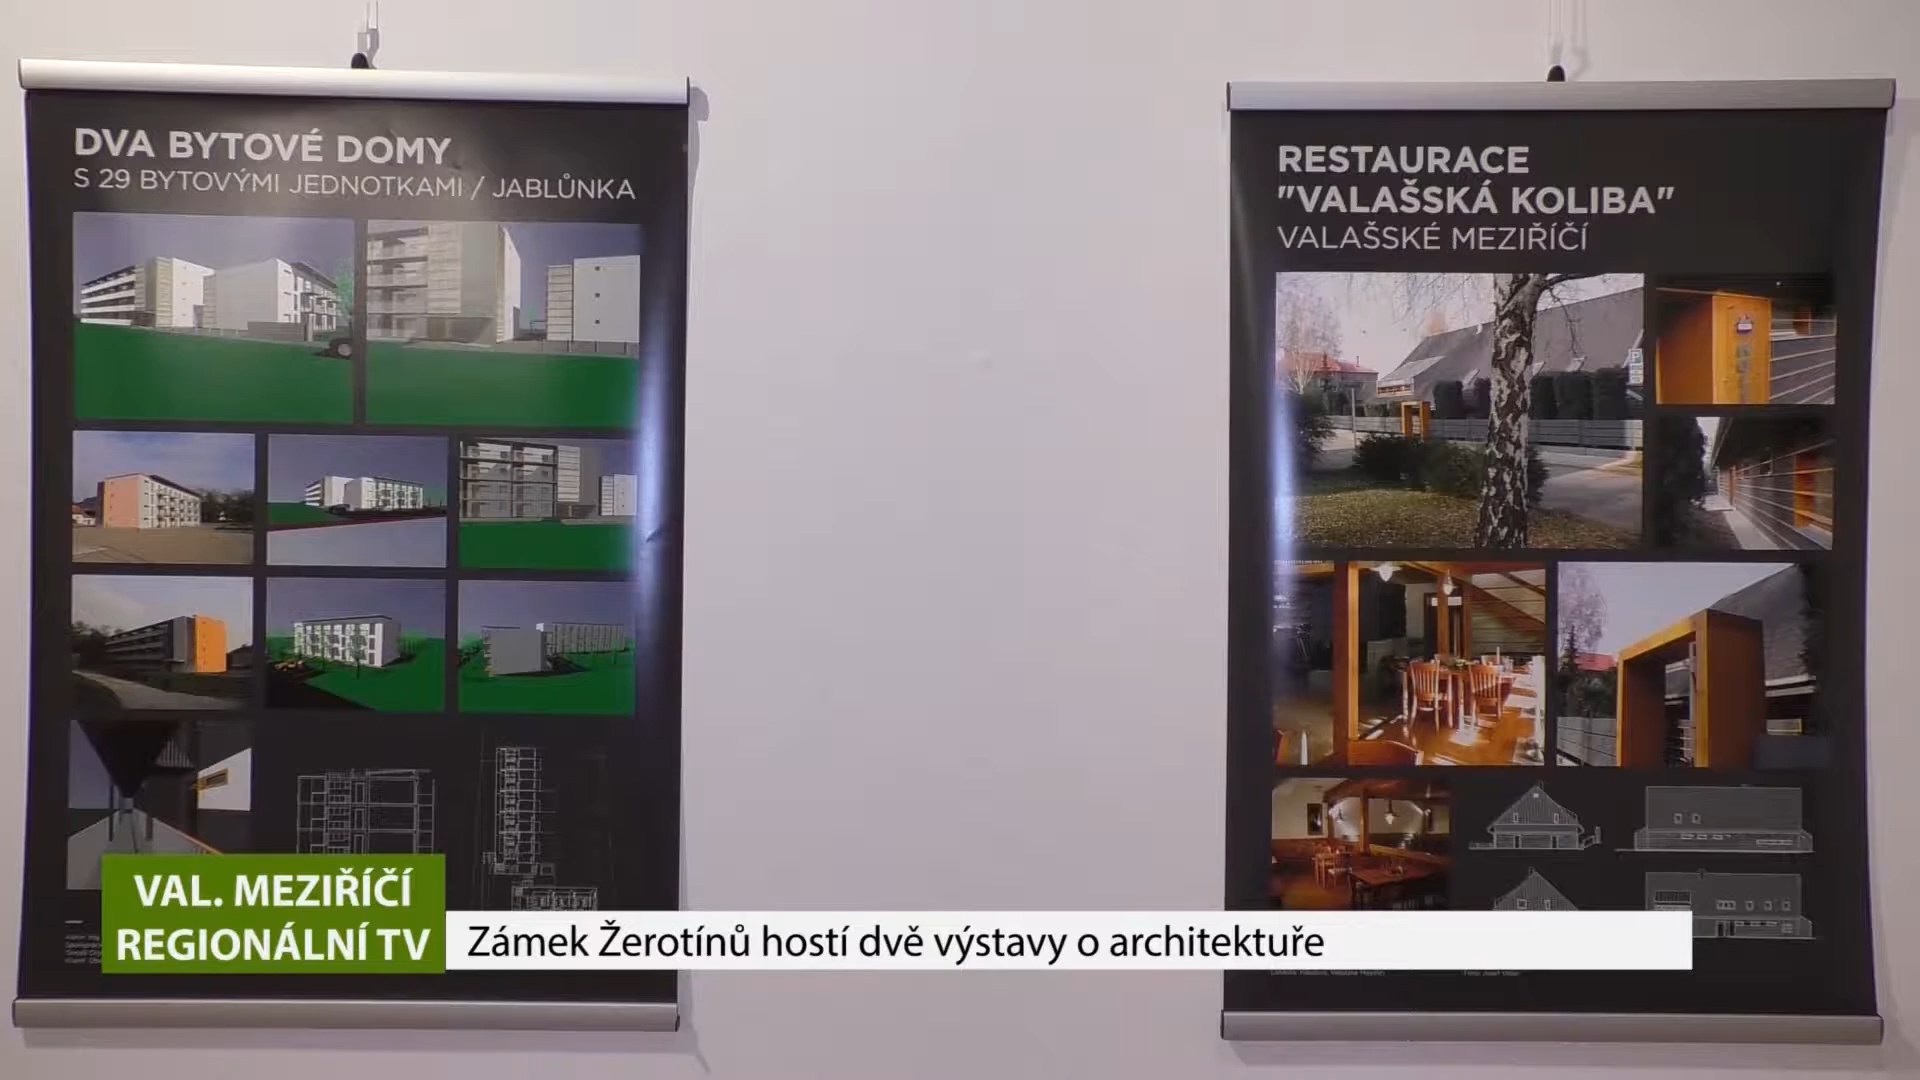 DVA BYTOVÉ DOMY
S 29 BYTOVÝMI JEDNOTKAMI / JABLŮNKA
RESTAURACE
"VALAŠSKÁ KOLIBA"
VALAŠSKÉ MEZIŘÍČÍ
P
VAL. MEZIŘÍČÍ
REGIONÁLNÍ TV
Zámek Žerotínů hostí dvě výstavy o architektuře